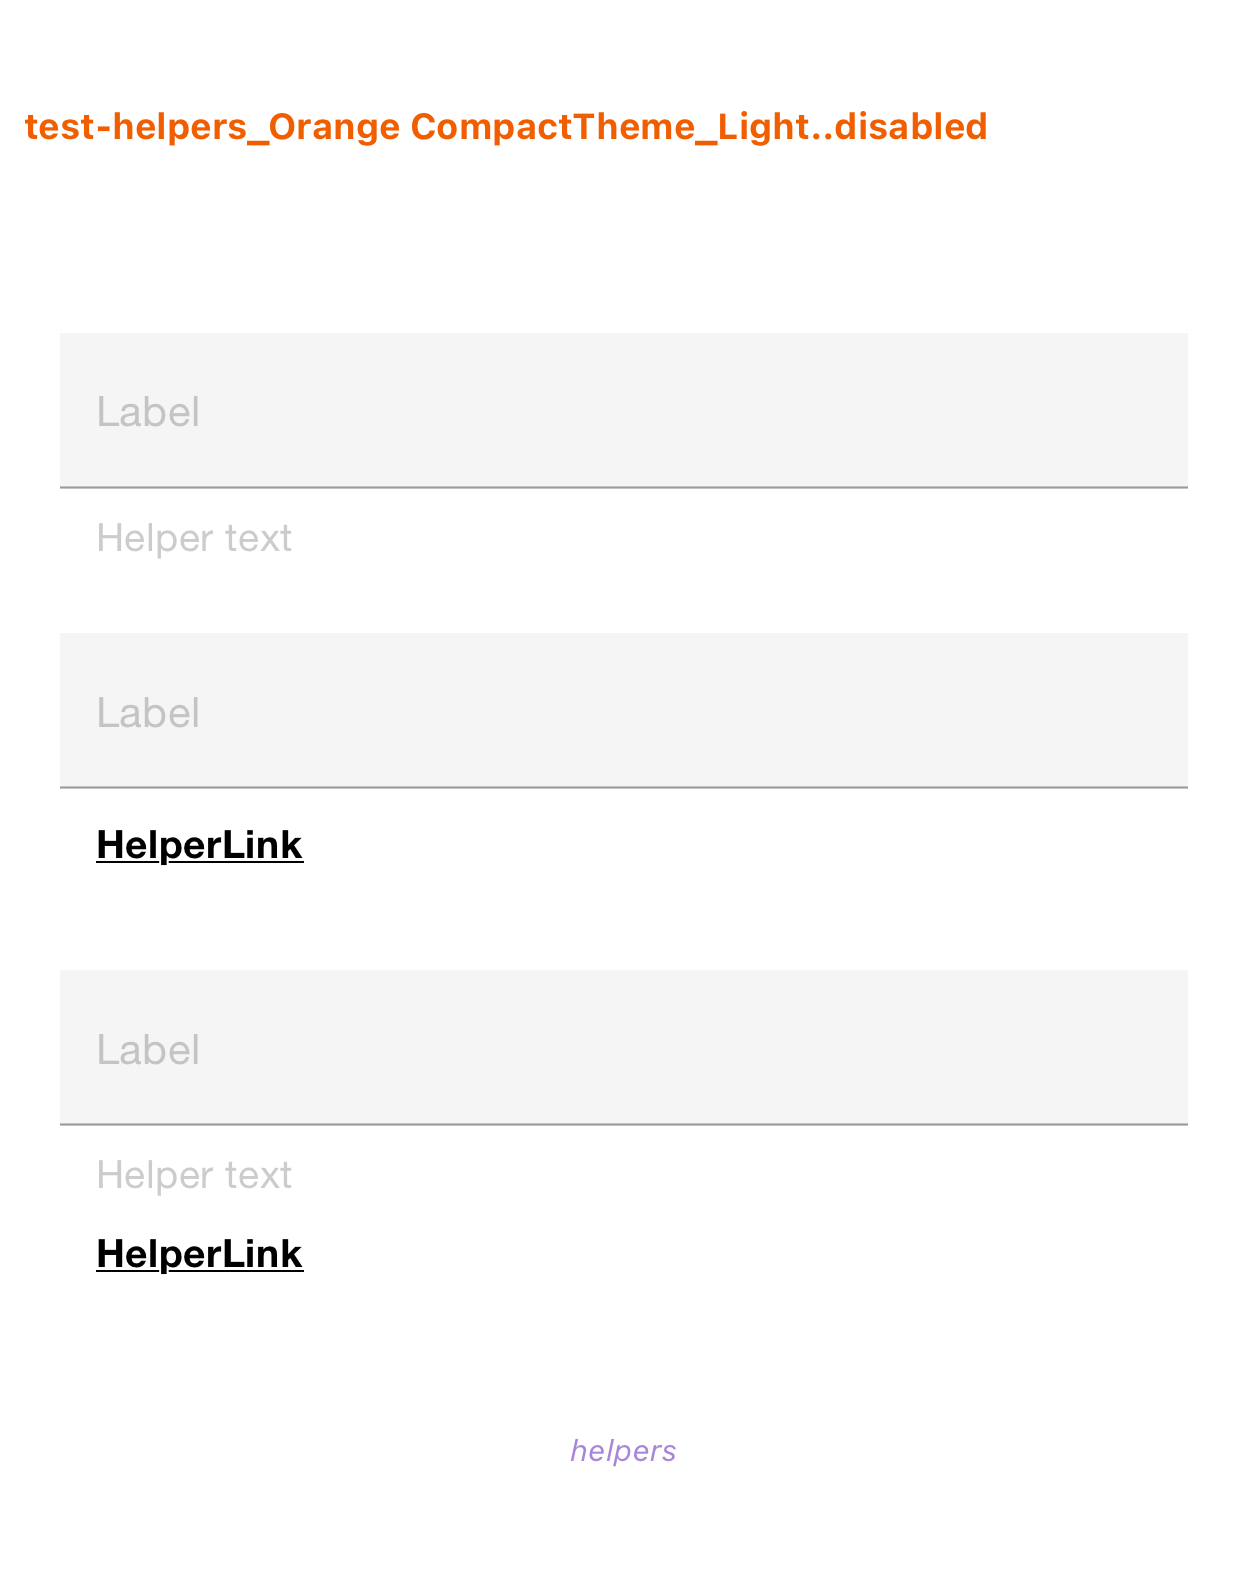 test-helpers_Orange CompactTheme_Light..disabled
Label
Helper text
Label
HelperLink
Label
Helper text
HelperLink
helpers